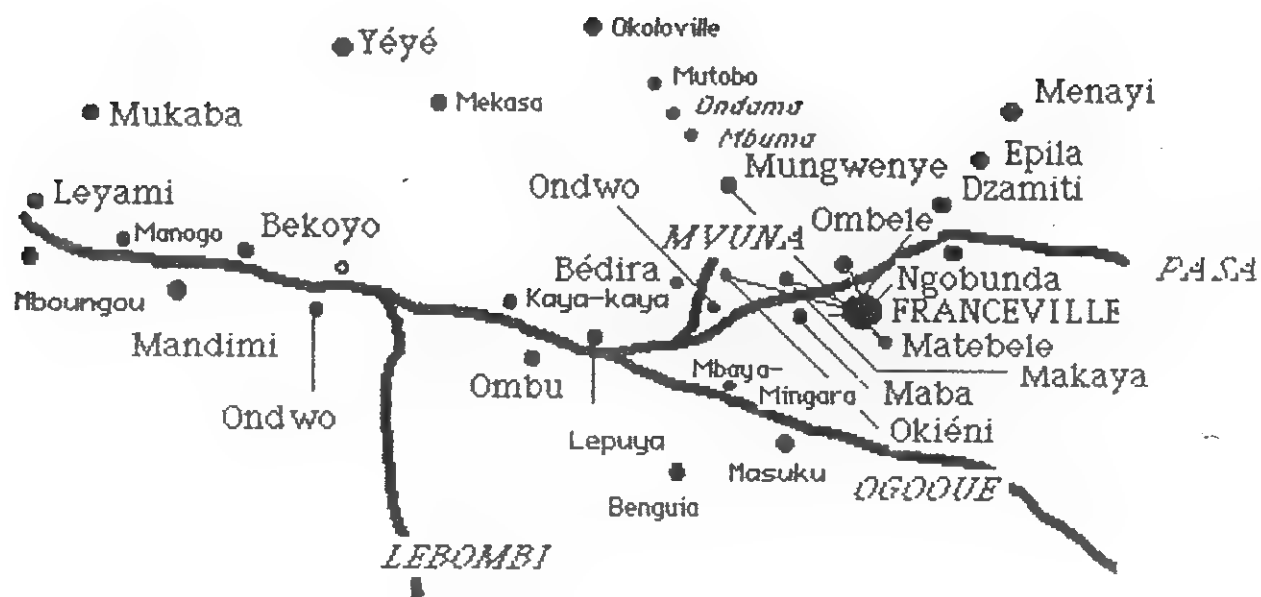 Okoloville
Yéyé
Mutobo
Mekasa
Ondama
Mbuma
Menayi
Mukaba
Epila
Mungwenye
Ondwo
Dzamiti
Leyami
Ombele
Manogo
Bekoyo
MVUNA
PASA
Bédira
Ngobunda
Mboungou
Kaya-kaya
FRANCEVILLE
Mandimi
Matebele
Ombu
Mbaya-
Makaya
Mingara
Maba
Ondwo
Okiéni
Lepuya
Masuku
Benguia
OGOOUE
LEBOMBI